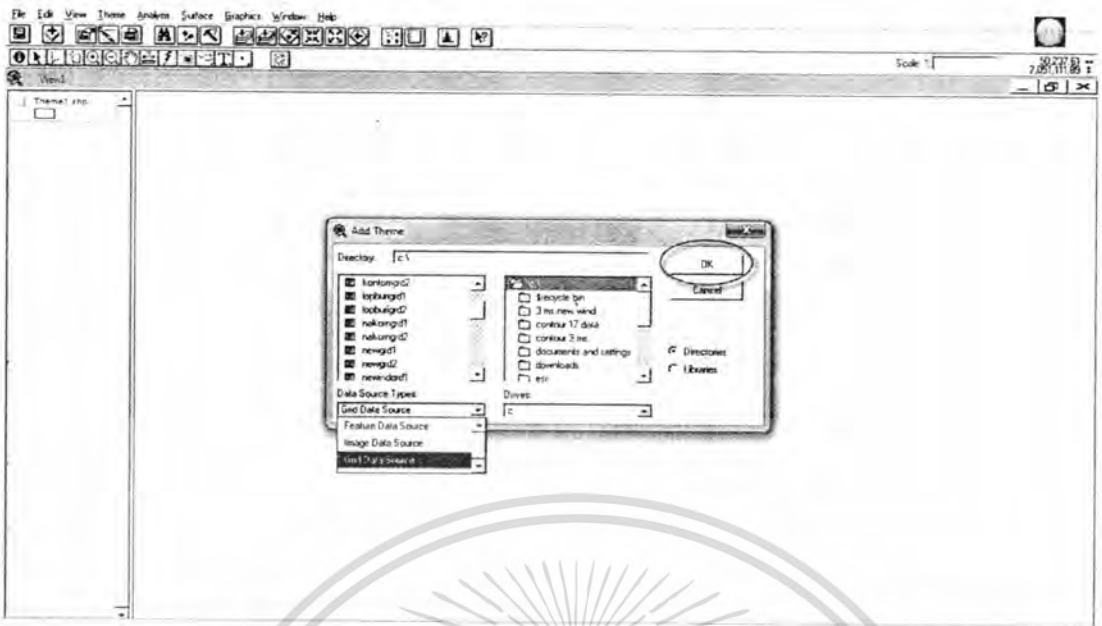 File Edit View Theme Analysis Surface Graphics Window Help
Scale 1:
View1
Theme1.shp
Add Theme
Directory: c:\
OK
Cancel
lopburigrd1
lopburigrd2
nakorngrd1
nakorngrd2
newgrd1
newgrd2
c:\
$recycle bin
3 ms new wind
contour 17 data
contour 3 ms
documents and settings
downloads
esri
Directories
Libraries
Data Source Types:
Grid Data Source
Feature Data Source
Image Data Source
Grid Data Source
Drives:
c: